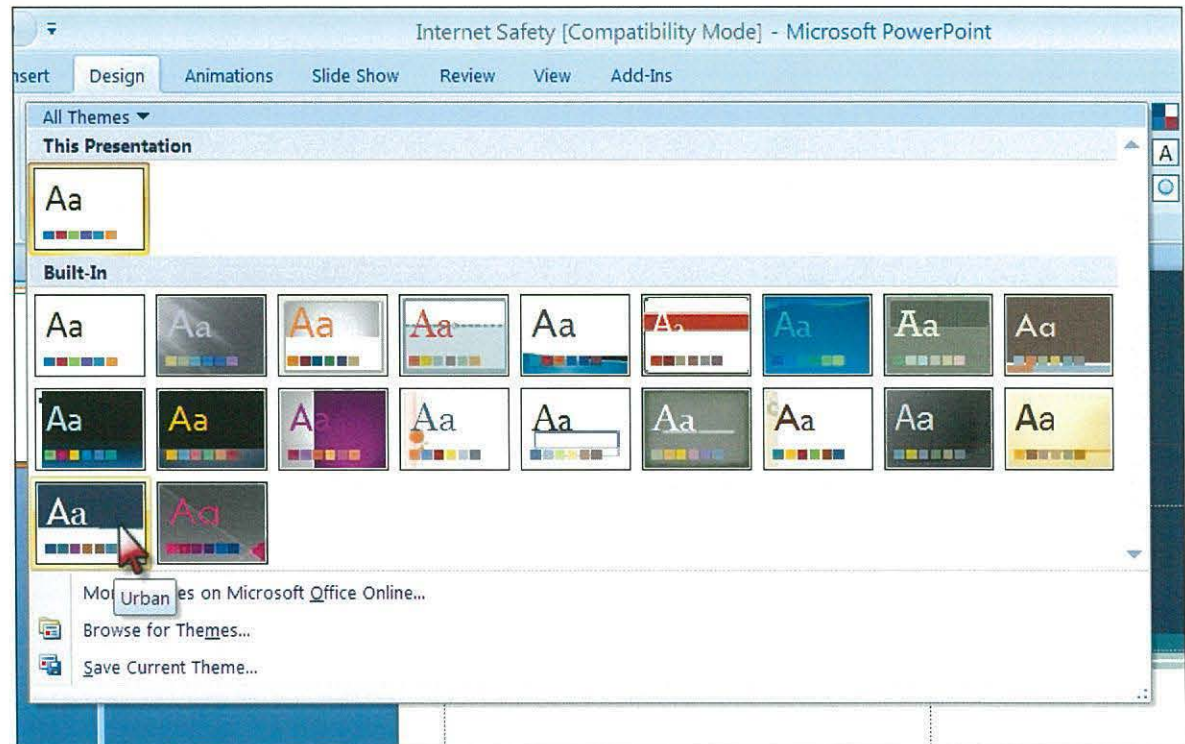 Internet Safety [Compatibility Mode] - Microsoft PowerPoint
nsert Design Animations Slide Show Review View Add-Ins
All Themes
This Presentation
A
Aa
Built-In
Aa Aa Aa Aa Aa Aa Aa Aa Aa
Aa Aa Aa Aa Aa Aa Aa Aa Aa
Aa Aa
Mo es on Microsoft Office Online...
Urban
Browse for Themes...
Save Current Theme...